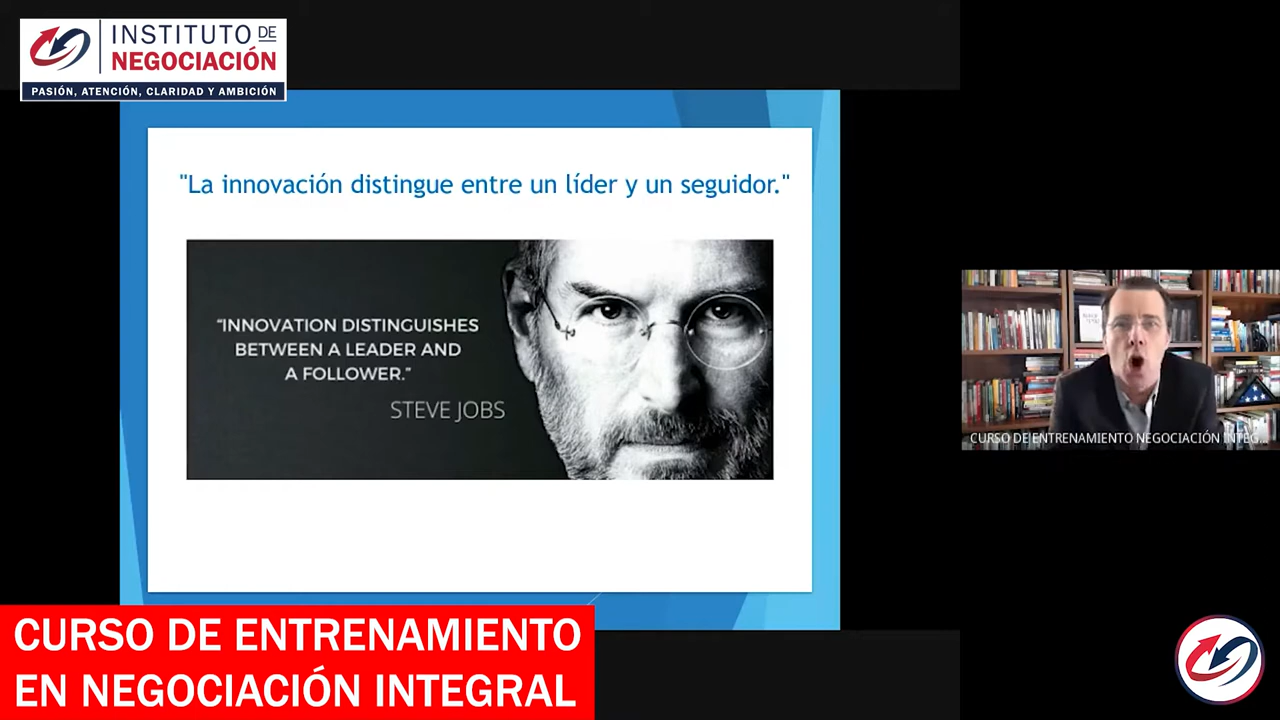 INSTITUTO DE
NEGOCIACIÓN
PASIÓN, ATENCIÓN, CLARIDAD Y AMBICIÓN
"La innovación distingue entre un líder y un seguidor."
“INNOVATION DISTINGUISHES
BETWEEN A LEADER AND
A FOLLOWER.”
STEVE JOBS
CURSO DE ENTRENAMIENTO NEGOCIACIÓN INTEG...
CURSO DE ENTRENAMIENTO
EN NEGOCIACIÓN INTEGRAL